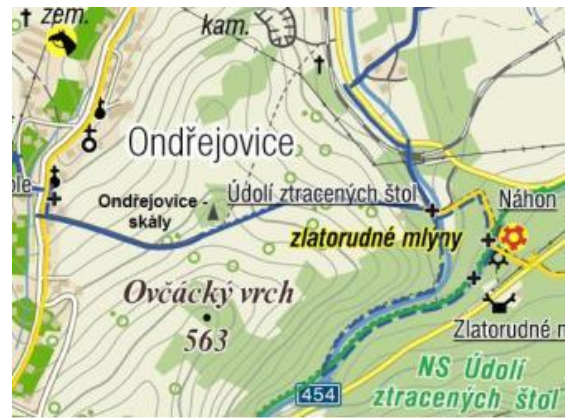 zem.
kam.
Ondřejovice
Ondřejovice -
skály
Údolí ztracených štol
Náhon
zlatorudné mlýny
Ovčácký vrch
563
Zlatorudné
454
NS Údolí
ztracených štol